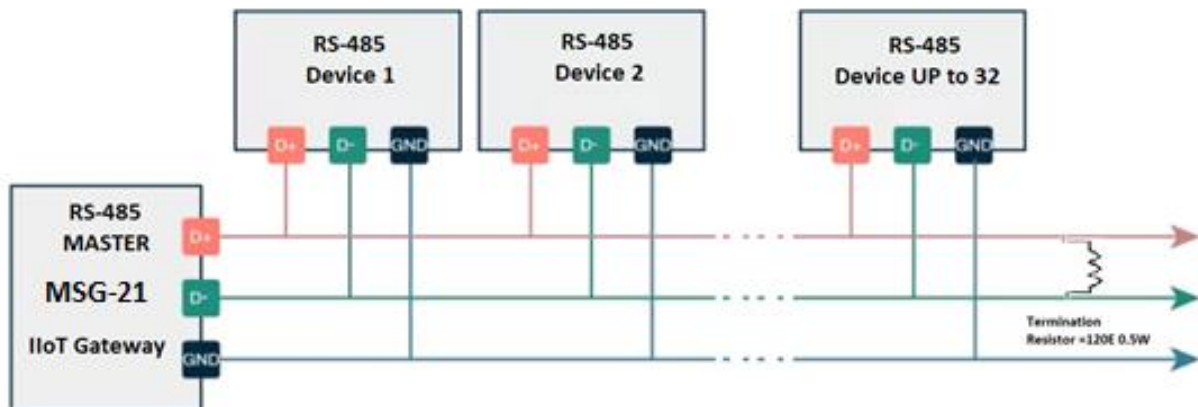 RS-485
Device 1
RS-485
Device 2
RS-485
Device UP to 32
D+
D-
GND
D+
D-
GND
D+
D-
GND
RS-485
MASTER
MSG-21
IIoT Gateway
D+
D-
GND
Termination
Resistor =120E 0.5W